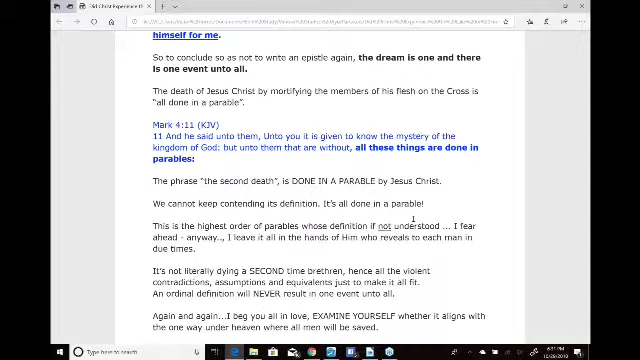 Did Christ Experience th
himself for me.
So to conclude so as not to write an epistle again, the dream is one and there
is one event unto all.
The death of Jesus Christ by mortifying the members of his flesh on the Cross is
"all done in a parable".
Mark 4:11 (KJV)
11 And he said unto them, Unto you it is given to know the mystery of the
kingdom of God: but unto them that are without, all these things are done in
parables:
The phrase "the second death", is DONE IN A PARABLE by Jesus Christ.
We cannot keep contending its definition. It's all done in a parable!
This is the highest order of parables whose definition if not understood ... I fear
ahead - anyway.., I leave it all in the hands of Him who reveals to each man in
due times.
It's not literally dying a SECOND time brethren, hence all the violent
contradictions, assumptions and equivalents just to make it all fit.
An ordinal definition will NEVER result in one event unto all.
Again and again... I beg you all in love, EXAMINE YOURSELF whether it aligns with
the one way under heaven where all men will be saved.
Type here to search
6:31 PM
10/29/2018